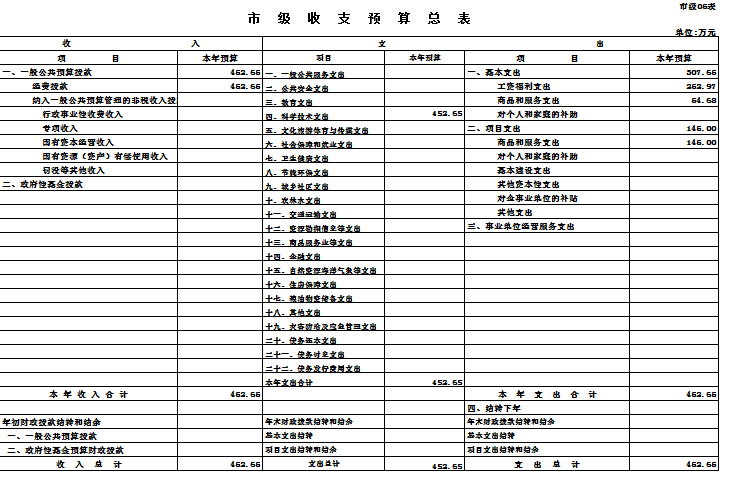 市级06表
市 级 收 支 预 算 总 表
单位:万元
收 入 支 出
项 目 本年预算 项目 本年预算 项 目 本年预算
一、一般公共预算拨款 462.66 一、一般公共服务支出 一、基本支出 307.66
经费拨款 462.66 二、公共安全支出 工资福利支出 262.97
纳入一般公共预算管理的非税收入拨 三、教育支出 商品和服务支出 64.68
行政事业性收费收入 四、科学技术支出 452.65 对个人和家庭的补助
专项收入 五、文化旅游体育与传媒支出 二、项目支出 146.00
国有资本经营收入 六、社会保障和就业支出 商品和服务支出 146.00
国有资源（资产）有偿使用收入 七、卫生健康支出 对个人和家庭的补助
罚没等其他收入 八、节能环保支出 基本建设支出
二、政府性基金拨款 九、城乡社区支出 其他资本性支出
十、农林水支出 对企事业单位的补贴
十一、交通运输支出 其他支出
十二、资源勘探信息等支出 三、事业单位经营服务支出
十三、商品服务业等支出
十四、金融支出
十五、自然资源海洋气象等支出
十六、住房保障支出
十七、粮油物资储备支出
十八、其他支出
十九、灾害防治及应急管理支出
二十、债务还本支出
二十一、债务付息支出
二十二、债务发行费用支出
本年支出合计 452.65
本 年 收 入 合 计 462.66 本 年 支 出 合 计 462.66
四、结转下年
年初财政拨款结转和结余 年末财政拨款结转和结余 年末财政拨款结转和结余
一、一般公共预算拨款 基本支出结转 基本支出结转
二、政府性基金预算财政拨款 项目支出结转和结余 项目支出结转和结余
收 入 总 计 462.66 支出总计 452.65 支 出 总 计 462.66